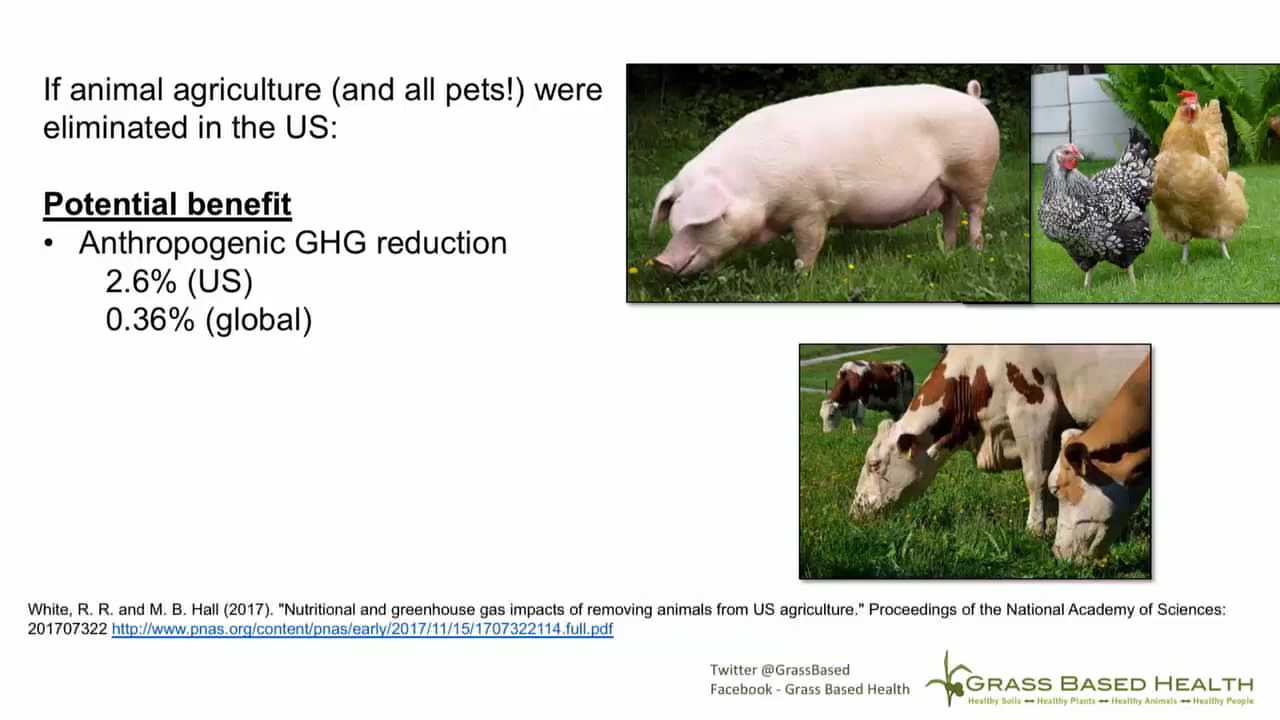 If animal agriculture (and all pets!) were
eliminated in the US:
Potential benefit
• Anthropogenic GHG reduction
2.6% (US)
0.36% (global)
White, R. R. and M. B. Hall (2017). "Nutritional and greenhouse gas impacts of removing animals from US agriculture." Proceedings of the National Academy of Sciences:
201707322 http://www.pnas.org/content/pnas/early/2017/11/15/1707322114.full.pdf
Twitter @GrassBased
Facebook - Grass Based Health
GRASS BASED HEALTH
Healthy Soils ↔ Healthy Plants ↔ Healthy Animals ↔ Healthy People